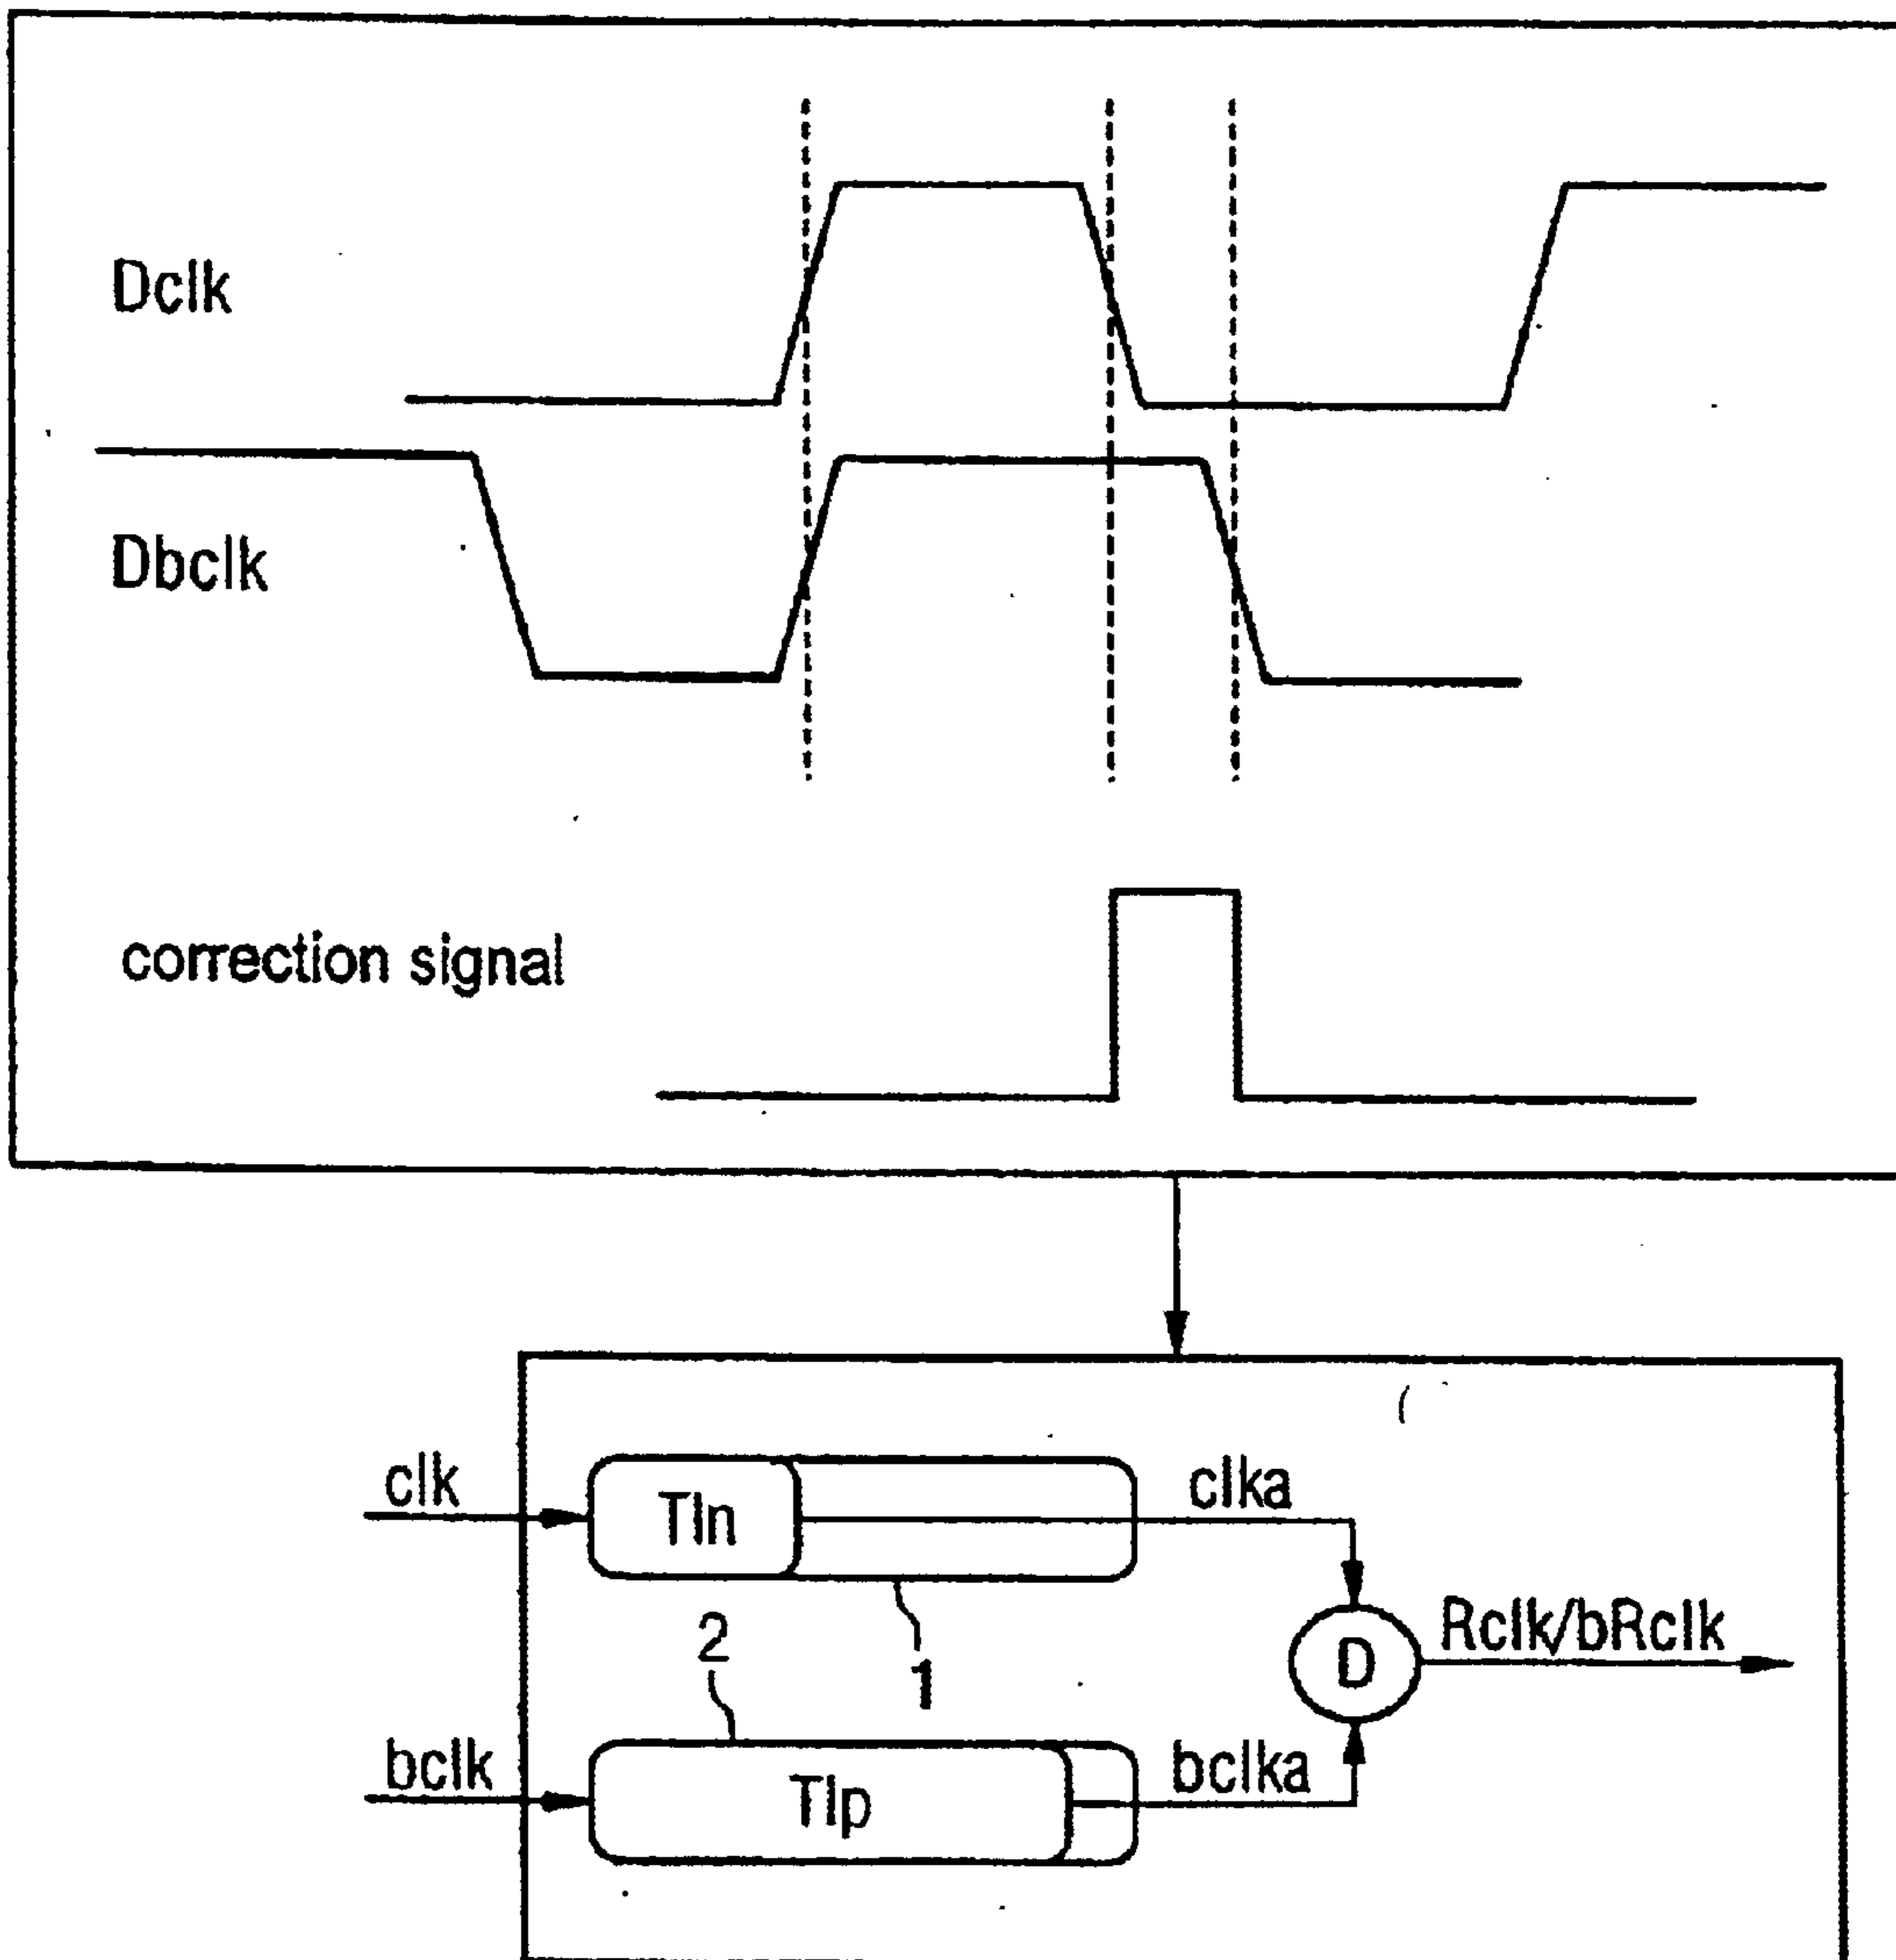 Dclk
Dbclk
correction signal
clk
Tln
clka
2
1
D
Rclk/bRclk
bclk
Tlp
bclka